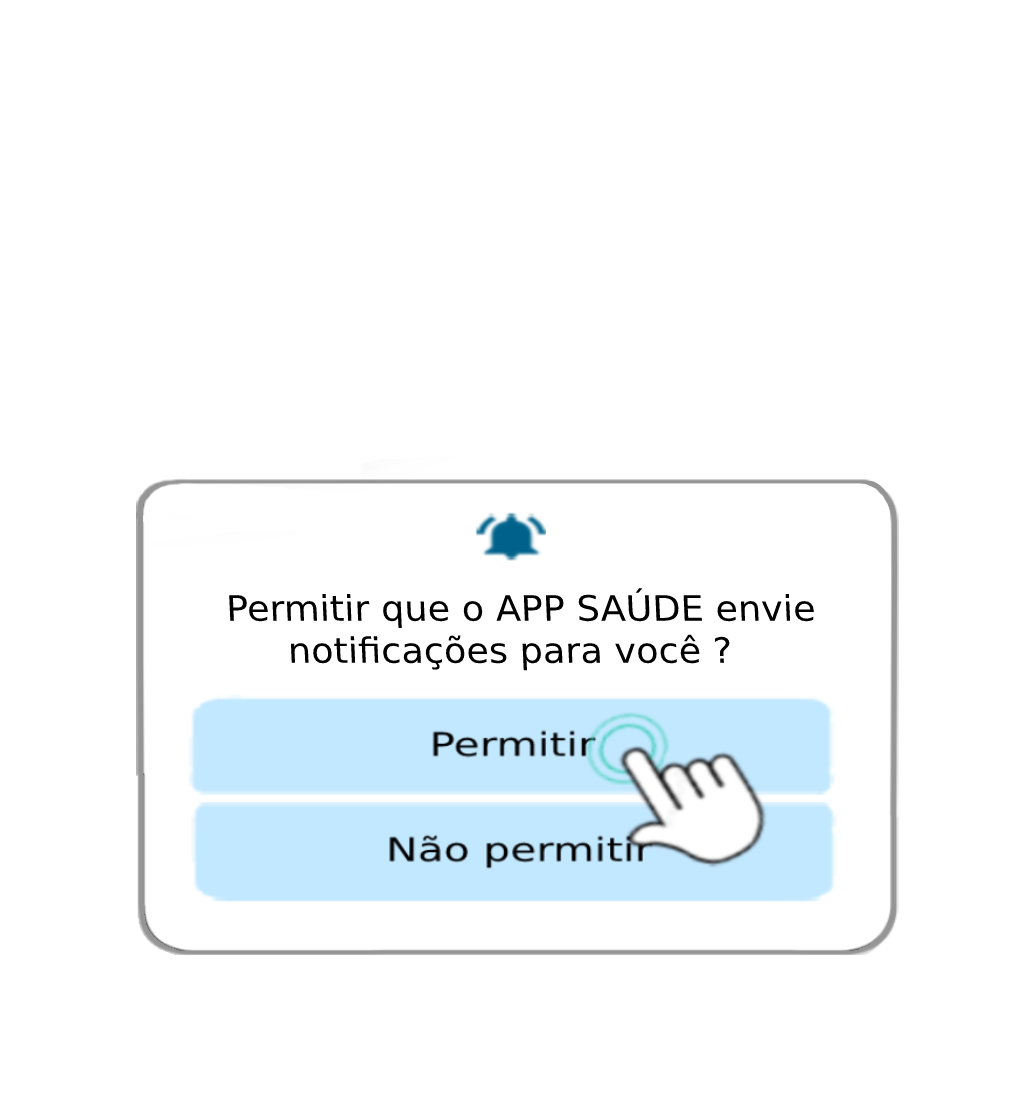 Permitir que o APP SAÚDE envie
notificações para você ?
Permitir
Não permitir